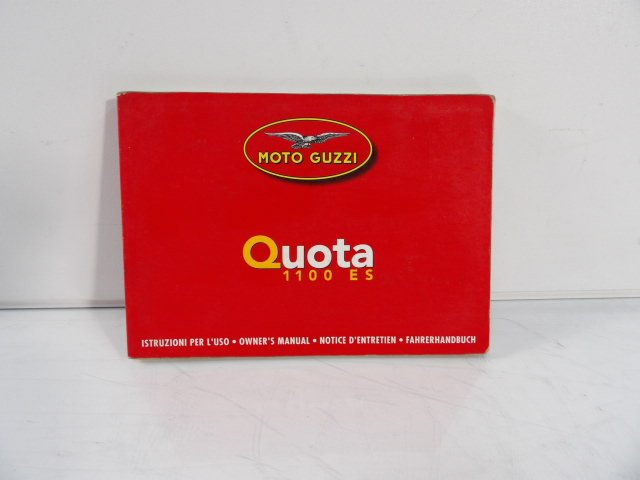 MOTO GUZZI
Quota
1100 ES
ISTRUZIONI PER L'USO • OWNER'S MANUAL • NOTICE D'ENTRETIEN • FAHRERHANDBUCH